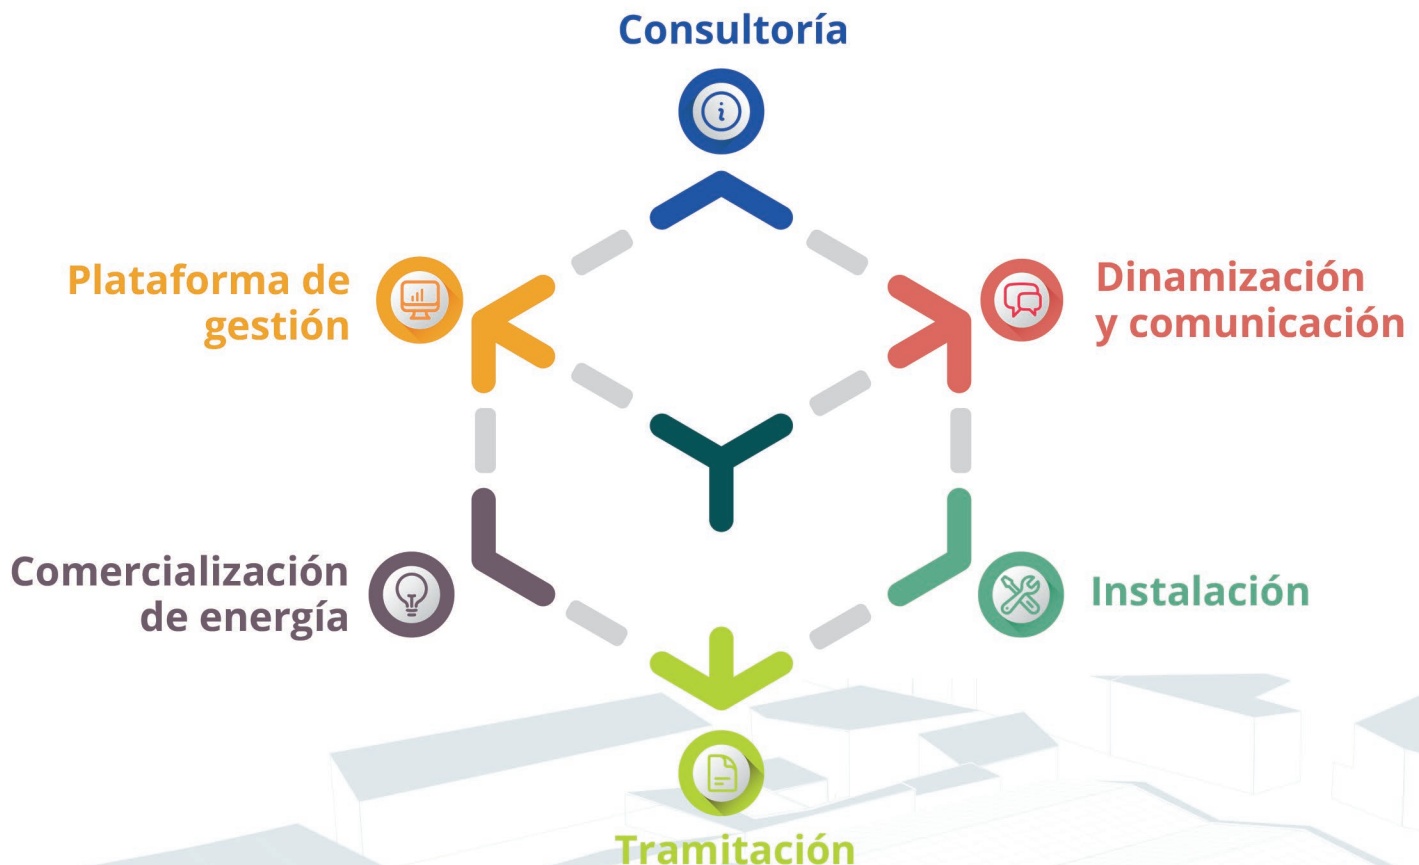 Consultoría
Plataforma de
gestión
Dinamización
y comunicación
Comercialización
de energía
Instalación
Tramitación